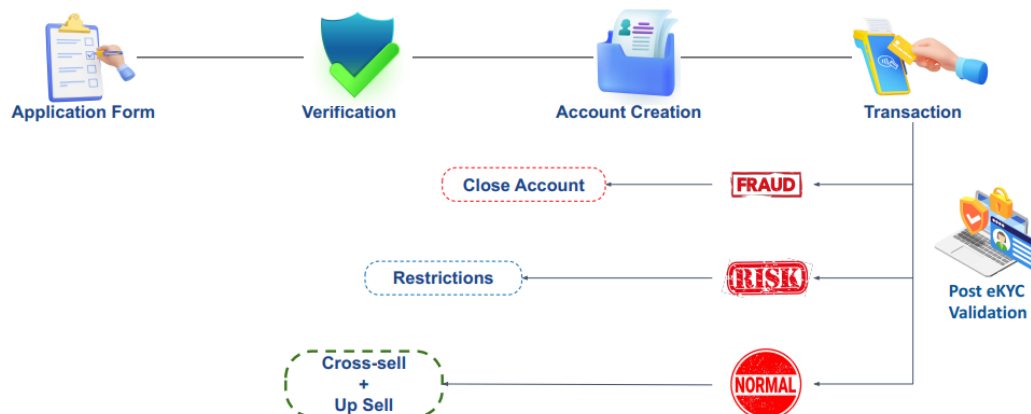 Application Form
Verification
Account Creation
Transaction
Close Account
FRAUD
Restrictions
RISK
Post eKYC
Validation
Cross-sell
+
Up Sell
NORMAL